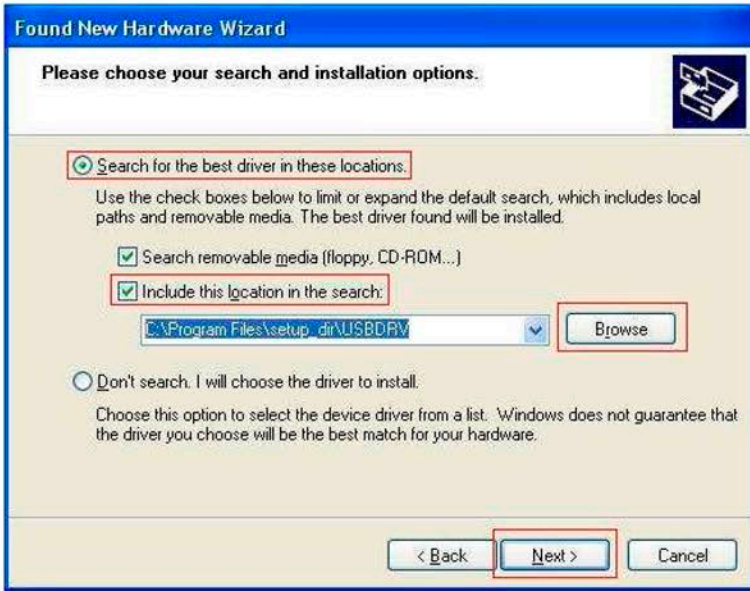 Found New Hardware Wizard
Please choose your search and installation options.
Search for the best driver in these locations.
Use the check boxes below to limit or expand the default search, which includes local
paths and removable media. The best driver found will be installed.
Search removable media (floppy, CD-ROM...)
Include this location in the search:
C:\Program Files\setup_dir\USBDRV
Browse
Don't search. I will choose the driver to install.
Choose this option to select the device driver from a list. Windows does not guarantee that
the driver you choose will be the best match for your hardware.
< Back Next > Cancel